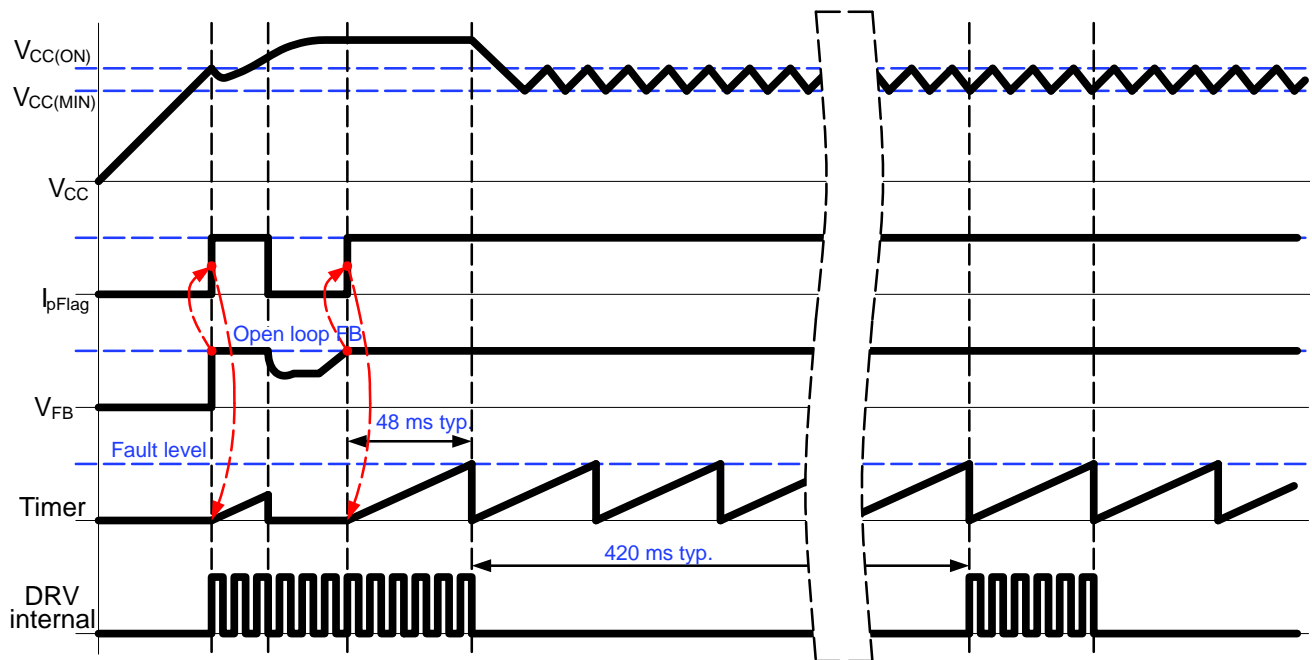 VCC(ON)
VCC(MIN)
VCC
IpFlag
Open loop FB
VFB
48 ms typ.
Fault level
Timer
420 ms typ.
DRV
internal